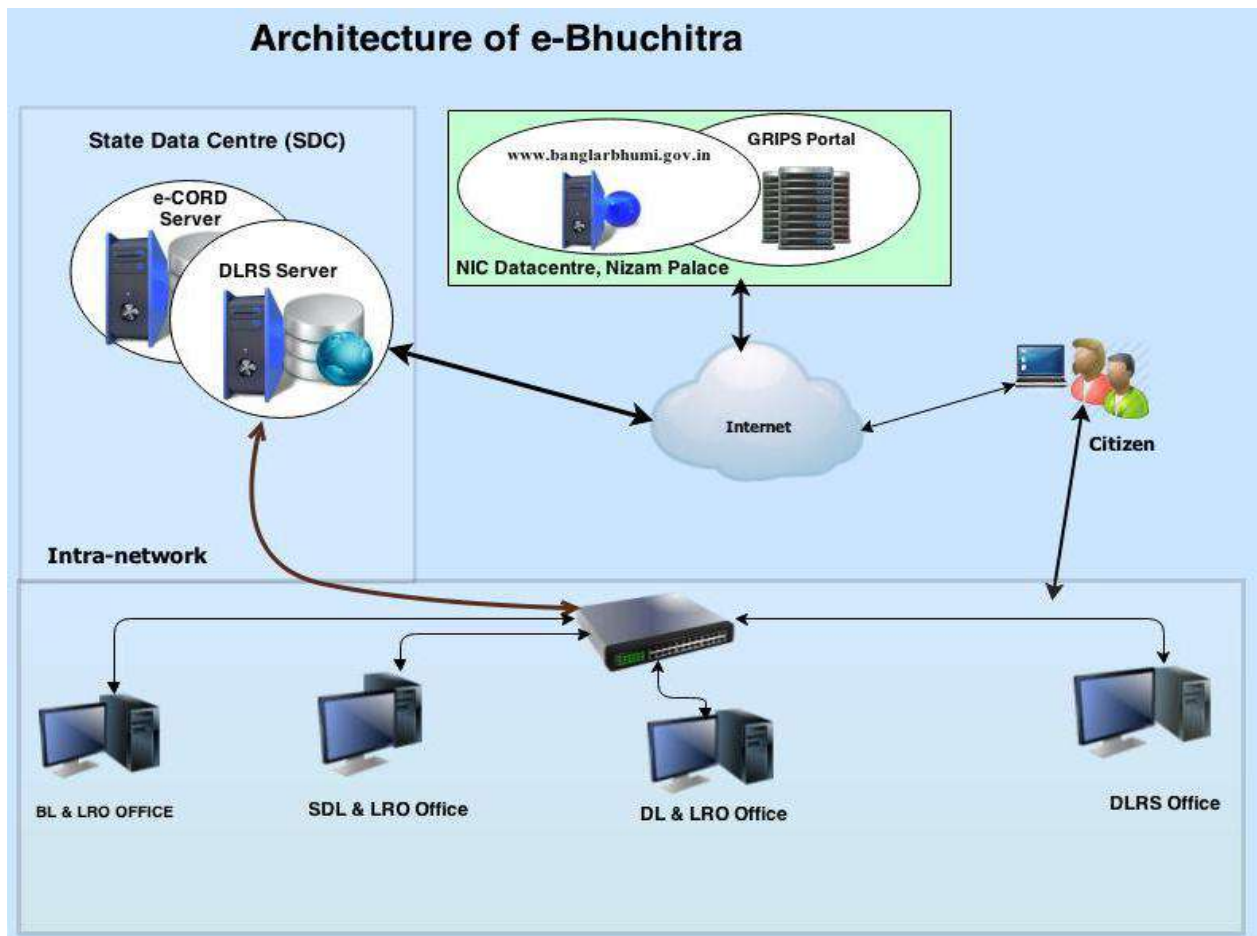 Architecture of e-Bhuchitra
State Data Centre (SDC)
e-CORD
Server
DLRS Server
www.banglarbhumi.gov.in
GRIPS Portal
NIC Datacentre, Nizam Palace
Internet
Citizen
Intra-network
BL & LRO OFFICE
SDL & LRO Office
DL & LRO Office
DLRS Office